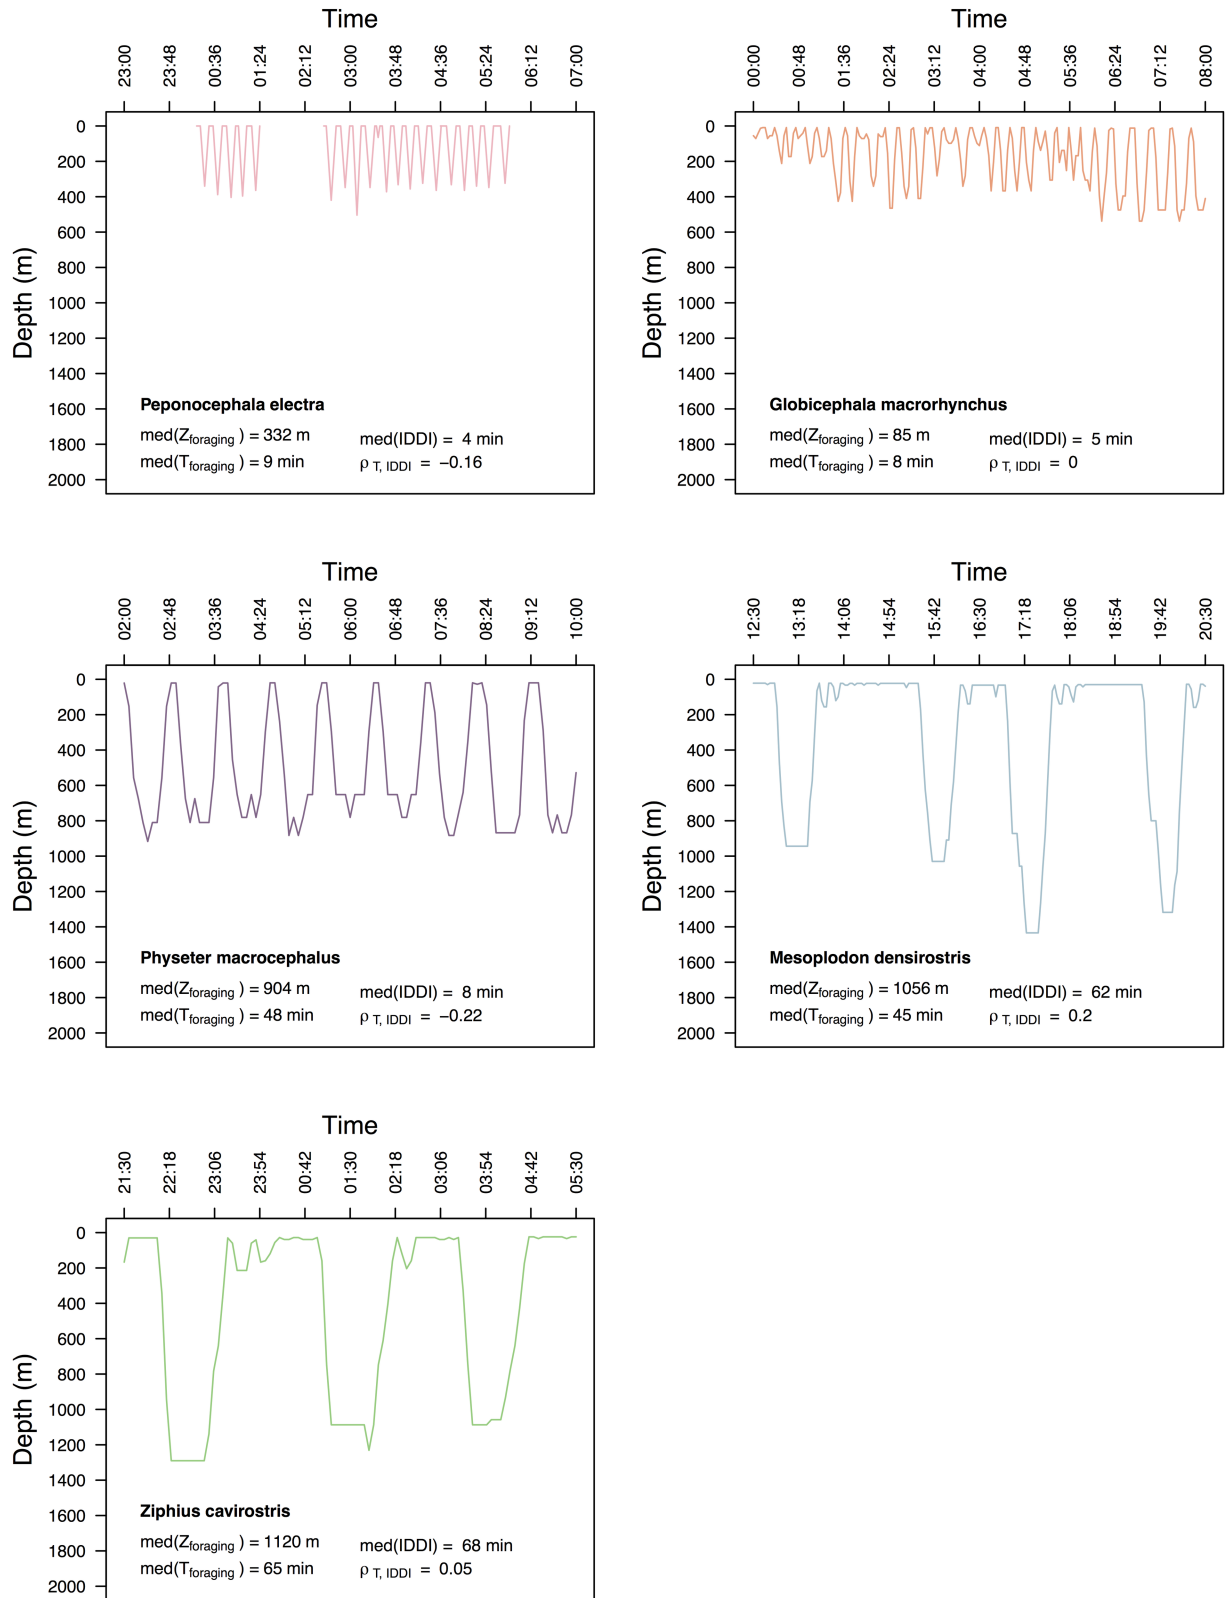 Time
23:00 23:48 00:36 01:24 02:12 03:00 03:48 04:36 05:24 06:12 07:00
Depth (m)
0
200
400
600
800
1000
1200
1400
1600
1800
2000
Peponocephala electra
med(Zforaging ) = 332 m
med(Tforaging ) = 9 min
med(IDDI) = 4 min
ρ T, IDDI = −0.16
Time
00:00 00:48 01:36 02:24 03:12 04:00 04:48 05:36 06:24 07:12 08:00
Depth (m)
0
200
400
600
800
1000
1200
1400
1600
1800
2000
Globicephala macrorhynchus
med(Zforaging ) = 85 m
med(Tforaging ) = 8 min
med(IDDI) = 5 min
ρ T, IDDI = 0
Time
02:00 02:48 03:36 04:24 05:12 06:00 06:48 07:36 08:24 09:12 10:00
Depth (m)
0
200
400
600
800
1000
1200
1400
1600
1800
2000
Physeter macrocephalus
med(Zforaging ) = 904 m
med(Tforaging ) = 48 min
med(IDDI) = 8 min
ρ T, IDDI = −0.22
Time
12:30 13:18 14:06 14:54 15:42 16:30 17:18 18:06 18:54 19:42 20:30
Depth (m)
0
200
400
600
800
1000
1200
1400
1600
1800
2000
Mesoplodon densirostris
med(Zforaging ) = 1056 m
med(Tforaging ) = 45 min
med(IDDI) = 62 min
ρ T, IDDI = 0.2
Time
21:30 22:18 23:06 23:54 00:42 01:30 02:18 03:06 03:54 04:42 05:30
Depth (m)
0
200
400
600
800
1000
1200
1400
1600
1800
2000
Ziphius cavirostris
med(Zforaging ) = 1120 m
med(Tforaging ) = 65 min
med(IDDI) = 68 min
ρ T, IDDI = 0.05